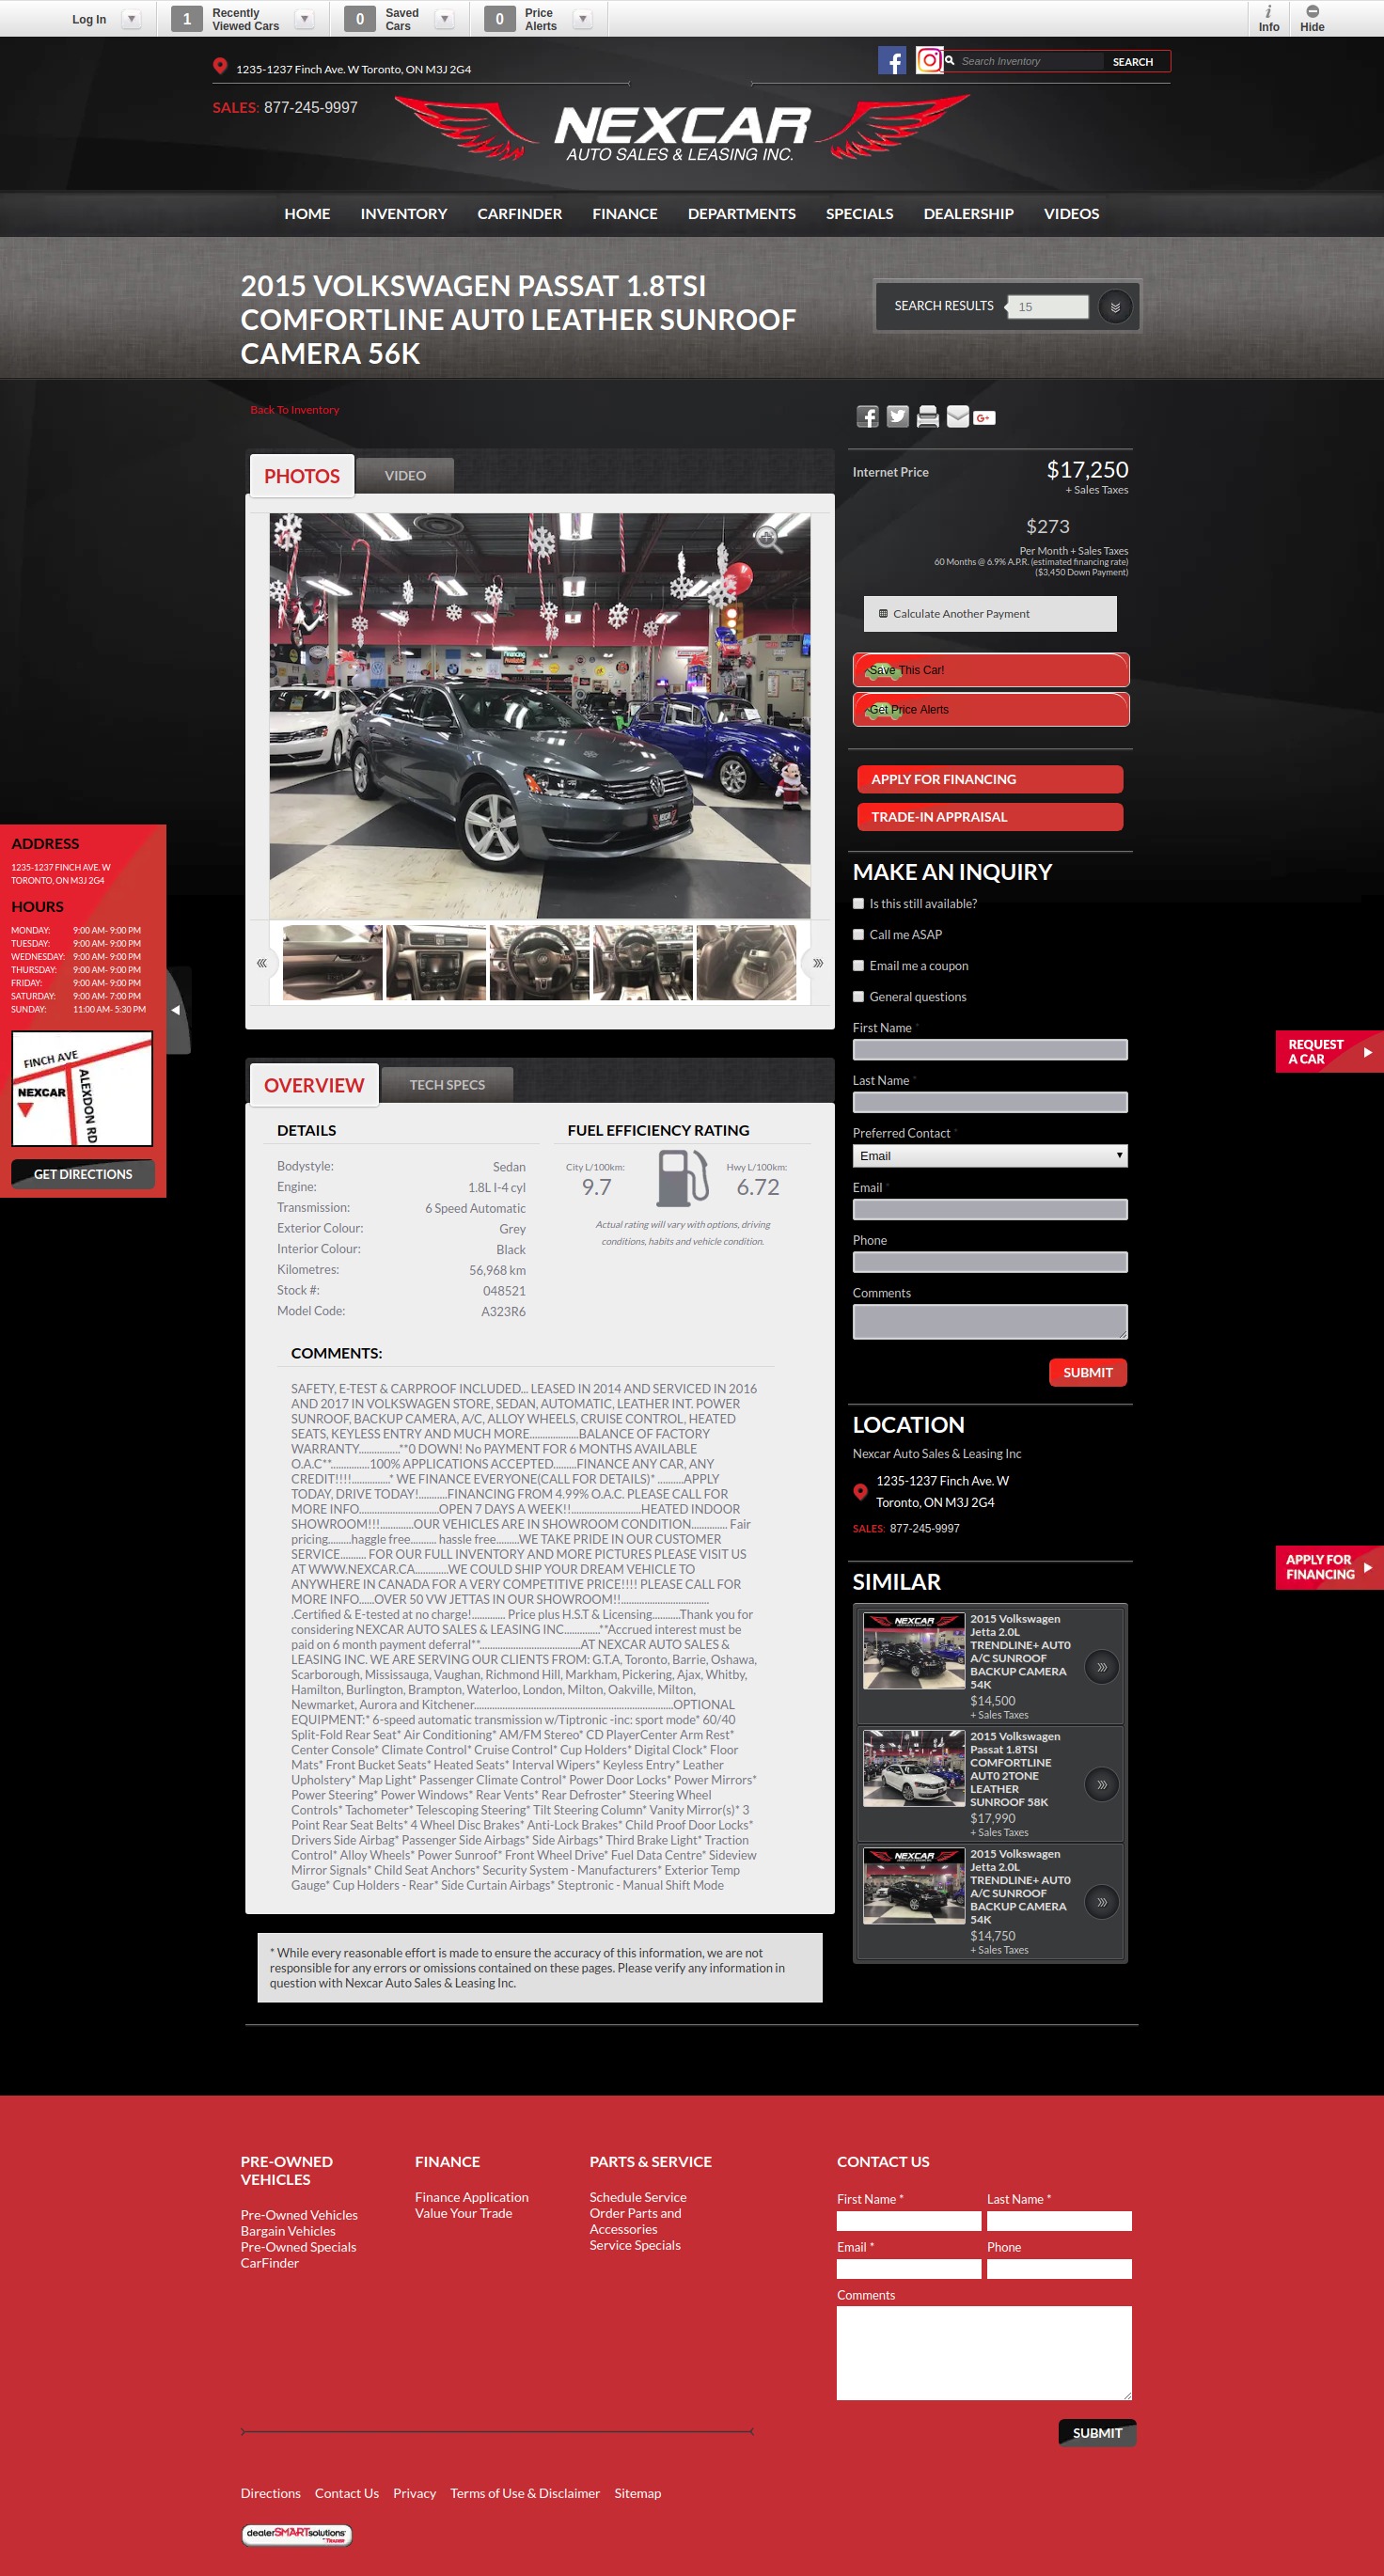 Log In
1
Recently
Viewed Cars
0
Saved
Cars
0
Price
Alerts
Info
Hide
1235-1237 Finch Ave. W Toronto, ON M3J 2G4
Search Inventory
SEARCH
SALES: 877-245-9997
NEXCAR
AUTO SALES & LEASING INC.
HOME
INVENTORY
CARFINDER
FINANCE
DEPARTMENTS
SPECIALS
DEALERSHIP
VIDEOS
2015 VOLKSWAGEN PASSAT 1.8TSI
COMFORTLINE AUT0 LEATHER SUNROOF
CAMERA 56K
SEARCH RESULTS
15
Back To Inventory
PHOTOS
VIDEO
Internet Price
$17,250
+ Sales Taxes
$273
Per Month + Sales Taxes
60 Months @ 6.9% A.P.R. (estimated financing rate)
($3,450 Down Payment)
Calculate Another Payment
Save This Car!
Get Price Alerts
APPLY FOR FINANCING
TRADE-IN APPRAISAL
MAKE AN INQUIRY
Is this still available?
Call me ASAP
Email me a coupon
General questions
First Name *
Last Name *
Preferred Contact *
Email
Email *
Phone
Comments
SUBMIT
ADDRESS
1235-1237 FINCH AVE. W
TORONTO, ON M3J 2G4
HOURS
MONDAY: 9:00 AM- 9:00 PM
TUESDAY: 9:00 AM- 9:00 PM
WEDNESDAY: 9:00 AM- 9:00 PM
THURSDAY: 9:00 AM- 9:00 PM
FRIDAY: 9:00 AM- 9:00 PM
SATURDAY: 9:00 AM- 7:00 PM
SUNDAY: 11:00 AM- 5:30 PM
FINCH AVE
NEXCAR
ALEXDON RD
GET DIRECTIONS
REQUEST
A CAR
APPLY FOR
FINANCING
OVERVIEW
TECH SPECS
DETAILS
Bodystyle: Sedan
Engine: 1.8L I-4 cyl
Transmission: 6 Speed Automatic
Exterior Colour: Grey
Interior Colour: Black
Kilometres: 56,968 km
Stock #: 048521
Model Code: A323R6
FUEL EFFICIENCY RATING
City L/100km:
9.7
Hwy L/100km:
6.72
Actual rating will vary with options, driving
conditions, habits and vehicle condition.
COMMENTS:
SAFETY, E-TEST & CARPROOF INCLUDED... LEASED IN 2014 AND SERVICED IN 2016
AND 2017 IN VOLKSWAGEN STORE, SEDAN, AUTOMATIC, LEATHER INT. POWER
SUNROOF, BACKUP CAMERA, A/C, ALLOY WHEELS, CRUISE CONTROL, HEATED
SEATS, KEYLESS ENTRY AND MUCH MORE...................BALANCE OF FACTORY
WARRANTY................**0 DOWN! No PAYMENT FOR 6 MONTHS AVAILABLE
O.A.C**...............100% APPLICATIONS ACCEPTED.........FINANCE ANY CAR, ANY
CREDIT!!!!...............* WE FINANCE EVERYONE(CALL FOR DETAILS)* ..........APPLY
TODAY, DRIVE TODAY!...........FINANCING FROM 4.99% O.A.C. PLEASE CALL FOR
MORE INFO...............................OPEN 7 DAYS A WEEK!!...........................HEATED INDOOR
SHOWROOM!!!.............OUR VEHICLES ARE IN SHOWROOM CONDITION.............. Fair
pricing.........haggle free.......... hassle free.........WE TAKE PRIDE IN OUR CUSTOMER
SERVICE.......... FOR OUR FULL INVENTORY AND MORE PICTURES PLEASE VISIT US
AT WWW.NEXCAR.CA.............WE COULD SHIP YOUR DREAM VEHICLE TO
ANYWHERE IN CANADA FOR A VERY COMPETITIVE PRICE!!!! PLEASE CALL FOR
MORE INFO......OVER 50 VW JETTAS IN OUR SHOWROOM!!..................................
.Certified & E-tested at no charge!............. Price plus H.S.T & Licensing...........Thank you for
considering NEXCAR AUTO SALES & LEASING INC..............**Accrued interest must be
paid on 6 month payment deferral**.......................................AT NEXCAR AUTO SALES &
LEASING INC. WE ARE SERVING OUR CLIENTS FROM: G.T.A, Toronto, Barrie, Oshawa,
Scarborough, Mississauga, Vaughan, Richmond Hill, Markham, Pickering, Ajax, Whitby,
Hamilton, Burlington, Brampton, Waterloo, London, Milton, Oakville, Milton,
Newmarket, Aurora and Kitchener.............................................................................OPTIONAL
EQUIPMENT:* 6-speed automatic transmission w/Tiptronic -inc: sport mode* 60/40
Split-Fold Rear Seat* Air Conditioning* AM/FM Stereo* CD PlayerCenter Arm Rest*
Center Console* Climate Control* Cruise Control* Cup Holders* Digital Clock* Floor
Mats* Front Bucket Seats* Heated Seats* Interval Wipers* Keyless Entry* Leather
Upholstery* Map Light* Passenger Climate Control* Power Door Locks* Power Mirrors*
Power Steering* Power Windows* Rear Vents* Rear Defroster* Steering Wheel
Controls* Tachometer* Telescoping Steering* Tilt Steering Column* Vanity Mirror(s)* 3
Point Rear Seat Belts* 4 Wheel Disc Brakes* Anti-Lock Brakes* Child Proof Door Locks*
Drivers Side Airbag* Passenger Side Airbags* Side Airbags* Third Brake Light* Traction
Control* Alloy Wheels* Power Sunroof* Front Wheel Drive* Fuel Data Centre* Sideview
Mirror Signals* Child Seat Anchors* Security System - Manufacturers* Exterior Temp
Gauge* Cup Holders - Rear* Side Curtain Airbags* Steptronic - Manual Shift Mode
* While every reasonable effort is made to ensure the accuracy of this information, we are not
responsible for any errors or omissions contained on these pages. Please verify any information in
question with Nexcar Auto Sales & Leasing Inc.
LOCATION
Nexcar Auto Sales & Leasing Inc
1235-1237 Finch Ave. W
Toronto, ON M3J 2G4
SALES: 877-245-9997
SIMILAR
NEXCAR
2015 Volkswagen
Jetta 2.0L
TRENDLINE+ AUT0
A/C SUNROOF
BACKUP CAMERA
54K
$14,500
+ Sales Taxes
2015 Volkswagen
Passat 1.8TSI
COMFORTLINE
AUT0 2TONE
LEATHER
SUNROOF 58K
$17,990
+ Sales Taxes
NEXCAR
2015 Volkswagen
Jetta 2.0L
TRENDLINE+ AUT0
A/C SUNROOF
BACKUP CAMERA
54K
$14,750
+ Sales Taxes
PRE-OWNED
VEHICLES
Pre-Owned Vehicles
Bargain Vehicles
Pre-Owned Specials
CarFinder
FINANCE
Finance Application
Value Your Trade
PARTS & SERVICE
Schedule Service
Order Parts and
Accessories
Service Specials
CONTACT US
First Name *
Last Name *
Email *
Phone
Comments
SUBMIT
Directions
Contact Us
Privacy
Terms of Use & Disclaimer
Sitemap
dealerSMARTsolutions